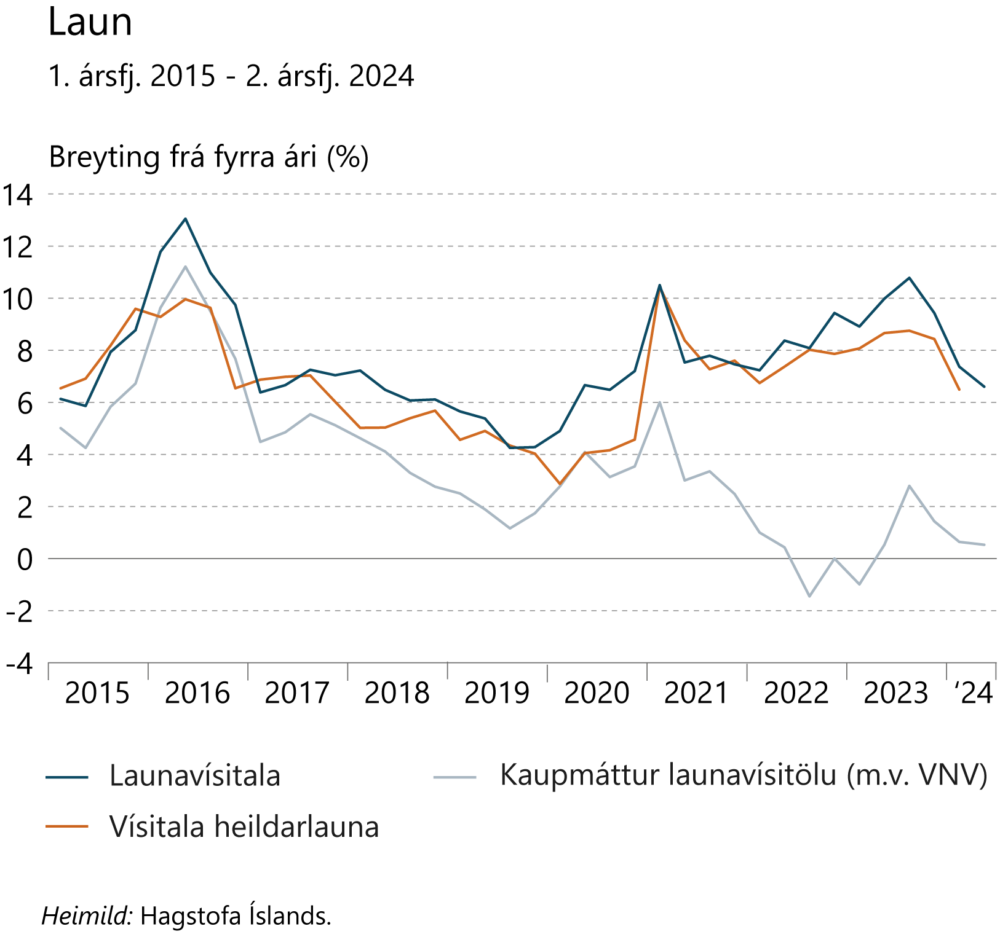 Laun
1. ársfj. 2015 - 2. ársfj. 2024
Breyting frá fyrra ári (%)
14
12
10
8
6
4
2
0
-2
-4
2015 2016 2017 2018 2019 2020 2021 2022 2023 ‘24
Launavísitala
Kaupmáttur launavísitölu (m.v. VNV)
Vísitala heildarlauna
Heimild: Hagstofa Íslands.